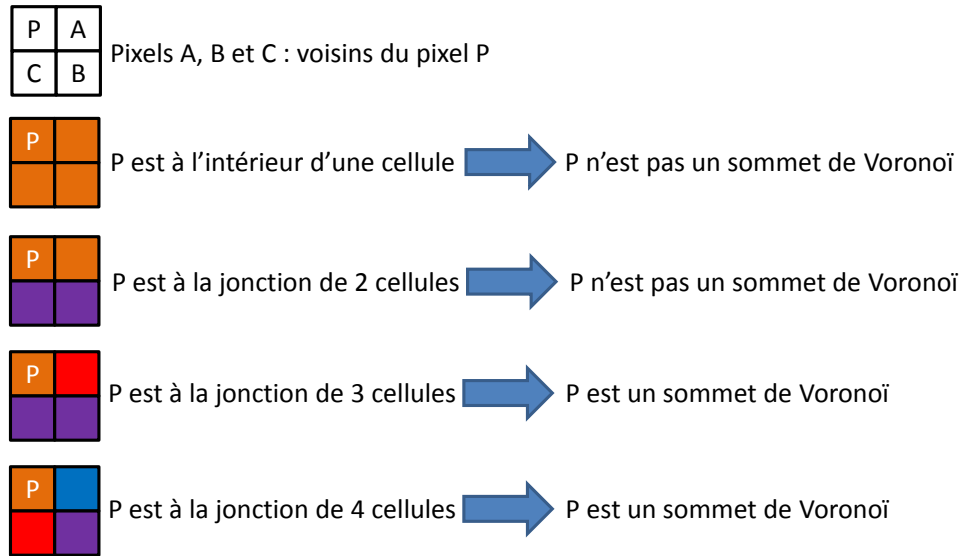 P A
C B
Pixels A, B et C : voisins du pixel P
P
P est à l’intérieur d’une cellule P n’est pas un sommet de Voronoï
P
P est à la jonction de 2 cellules P n’est pas un sommet de Voronoï
P
P est à la jonction de 3 cellules P est un sommet de Voronoï
P
P est à la jonction de 4 cellules P est un sommet de Voronoï